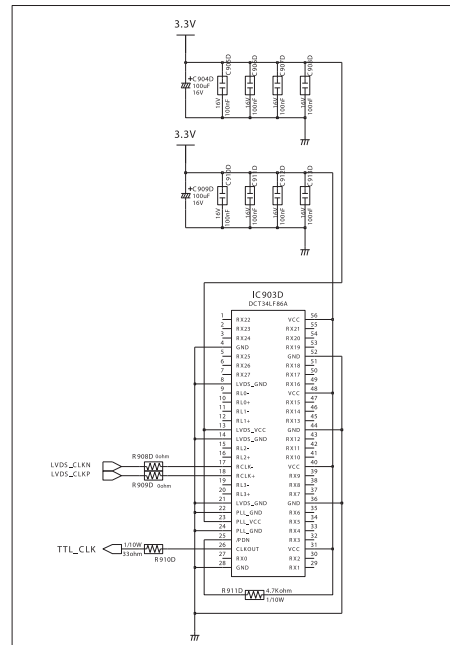 3.3V
C904D
100uF
16V
C905D
16V
100nF
C906D
16V
100nF
C907D
16V
100nF
C908D
16V
100nF
3.3V
C909D
100uF
16V
C910D
16V
100nF
C911D
16V
100nF
C912D
16V
100nF
C913D
16V
100nF
IC903D
DCT34LF86A
1 RX22 VCC 56
2 RX23 RX21 55
3 RX24 RX20 54
4 GND RX19 53
5 RX25 GND 52
6 RX26 RX18 51
7 RX27 RX17 50
8 LVDS_GND RX16 49
9 RL0- VCC 48
10 RL0+ RX15 47
11 RL1- RX14 46
12 RL1+ RX13 45
13 LVDS_VCC GND 44
14 LVDS_GND RX12 43
15 RL2- RX11 42
16 RL2+ RX10 41
17 RCLK- VCC 40
18 RCLK+ RX9 39
19 RL3- RX8 38
20 RL3+ RX7 37
21 LVDS_GND GND 36
22 PLL_GND RX6 35
23 PLL_VCC RX5 34
24 PLL_GND RX4 33
25 /PDN RX3 32
26 CLKOUT VCC 31
27 RX0 RX2 30
28 GND RX1 29
R908D 0ohm
LVDS_CLKN
LVDS_CLKP
R909D 0ohm
TTL_CLK
1/10W
33ohm
R910D
R911D 4.7Kohm
1/10W